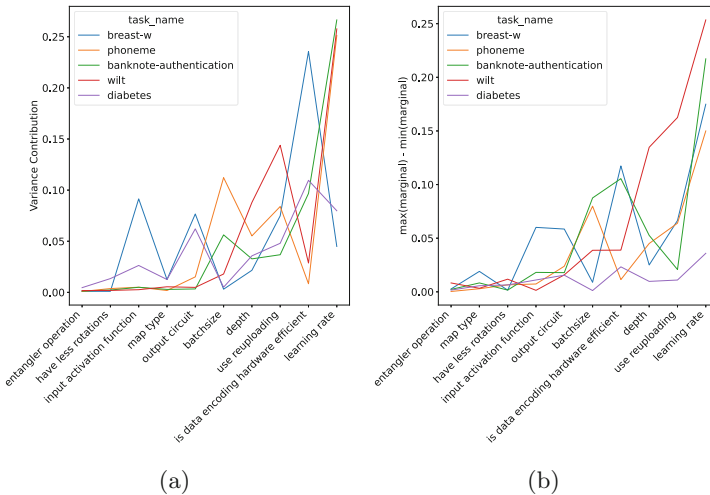 task_name
breast-w
phoneme
banknote-authentication
wilt
diabetes
Variance Contribution
0.25
0.20
0.15
0.10
0.05
0.00
entangler operation
have less rotations
input activation function
map type
output circuit
batchsize
depth
use reuploading
is data encoding hardware efficient
learning rate
(a)
task_name
breast-w
phoneme
banknote-authentication
wilt
diabetes
max(marginal) - min(marginal)
0.25
0.20
0.15
0.10
0.05
0.00
entangler operation
map type
have less rotations
input activation function
output circuit
batchsize
is data encoding hardware efficient
depth
use reuploading
learning rate
(b)